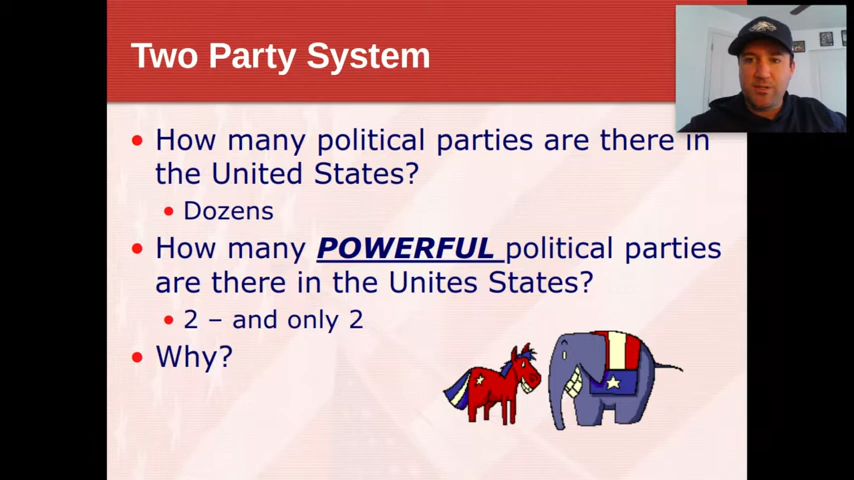 Two Party System
• How many political parties are there in
the United States?
• Dozens
• How many POWERFUL political parties
are there in the Unites States?
• 2 – and only 2
• Why?